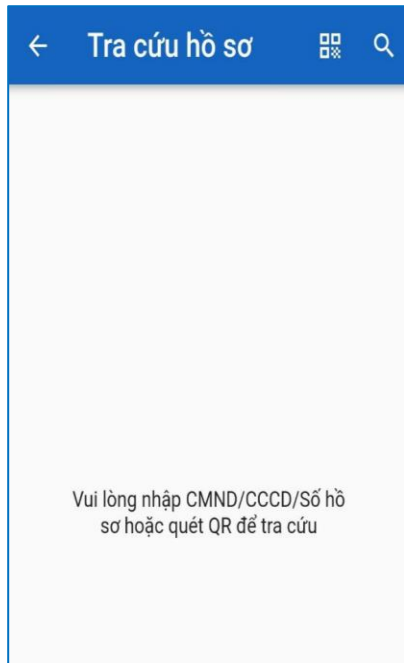 Tra cứu hồ sơ
Vui lòng nhập CMND/CCCD/Số hồ
sơ hoặc quét QR để tra cứu